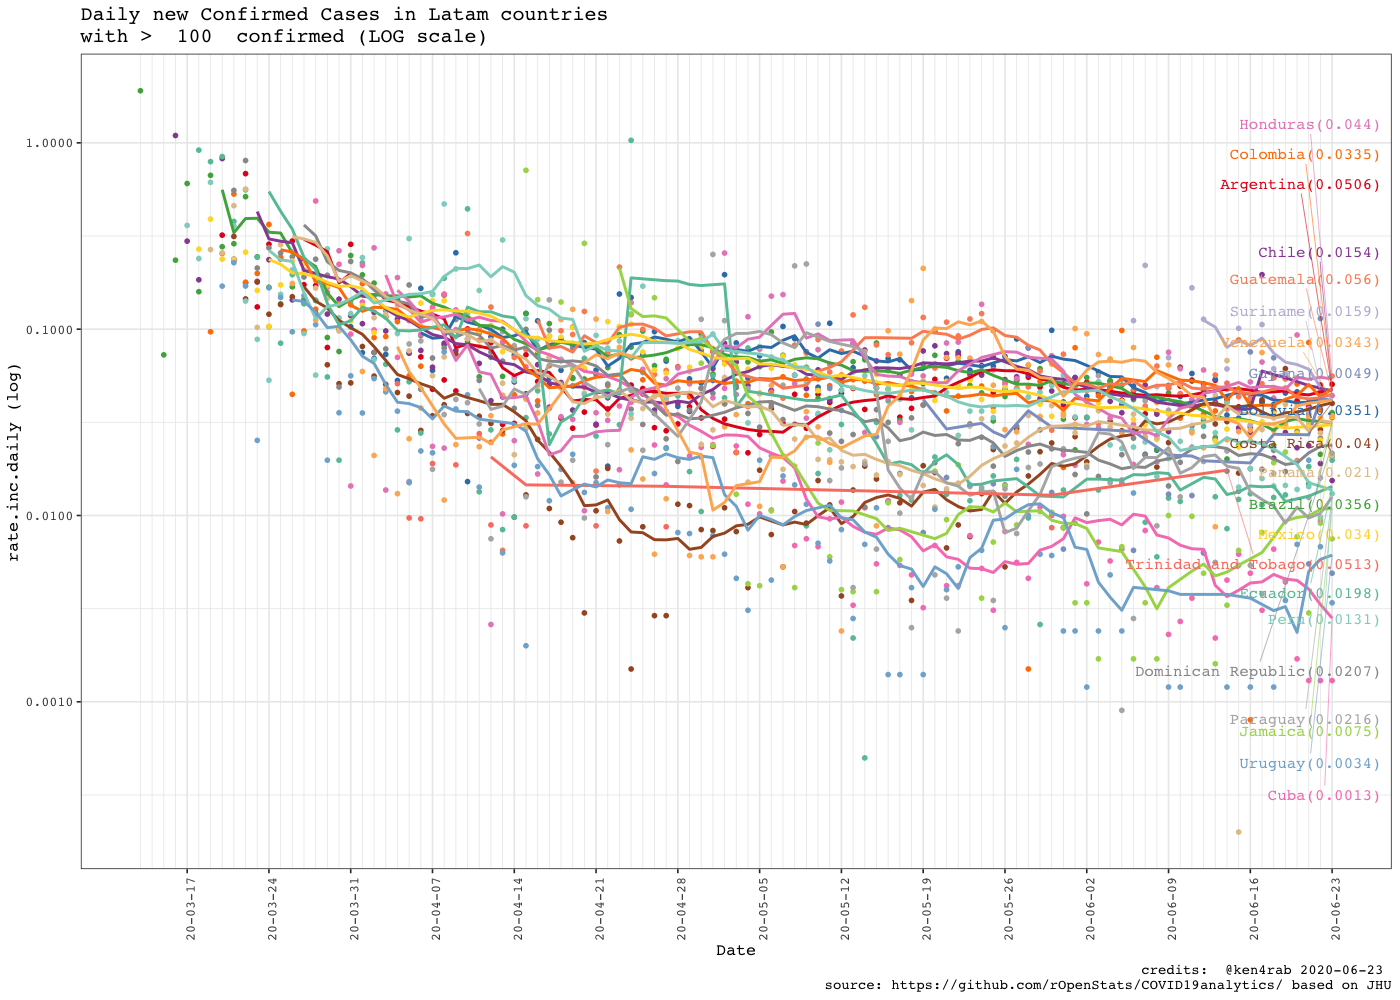 Daily new Confirmed Cases in Latam countries
with >  100  confirmed (LOG scale)
rate.inc.daily (log)
1.0000
0.1000
0.0100
0.0010
Honduras(0.044)
Colombia(0.0335)
Argentina(0.0506)
Chile(0.0154)
Guatemala(0.056)
Suriname(0.0159)
Venezuela(0.0343)
Guyana(0.0049)
Bolivia(0.0351)
Costa Rica(0.04)
Panama(0.021)
Brazil(0.0356)
Mexico(0.034)
Trinidad and Tobago(0.0513)
Ecuador(0.0198)
Peru(0.0131)
Dominican Republic(0.0207)
Paraguay(0.0216)
Jamaica(0.0075)
Uruguay(0.0034)
Cuba(0.0013)
20-03-17
20-03-24
20-03-31
20-04-07
20-04-14
20-04-21
20-04-28
20-05-05
20-05-12
20-05-19
20-05-26
20-06-02
20-06-09
20-06-16
20-06-23
Date
credits:  @ken4rab 2020-06-23
source: https://github.com/rOpenStats/COVID19analytics/ based on JHU